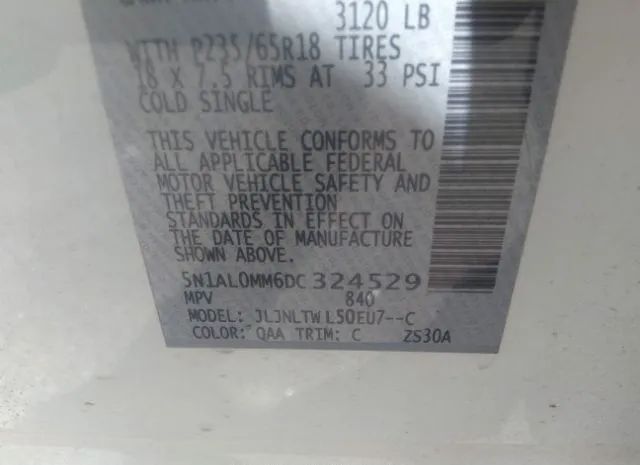 3120 LB
WITH P235/65R18 TIRES
18 X 7.5 RIMS AT 33 PSI
COLD SINGLE
THIS VEHICLE CONFORMS TO
ALL APPLICABLE FEDERAL
MOTOR VEHICLE SAFETY AND
THEFT PREVENTION
STANDARDS IN EFFECT ON
THE DATE OF MANUFACTURE
SHOWN ABOVE.
5N1AL0MM6DC324529
MPV 840
MODEL: JLJNLTWL50EU7--C
COLOR: QAA TRIM: C ZS30A